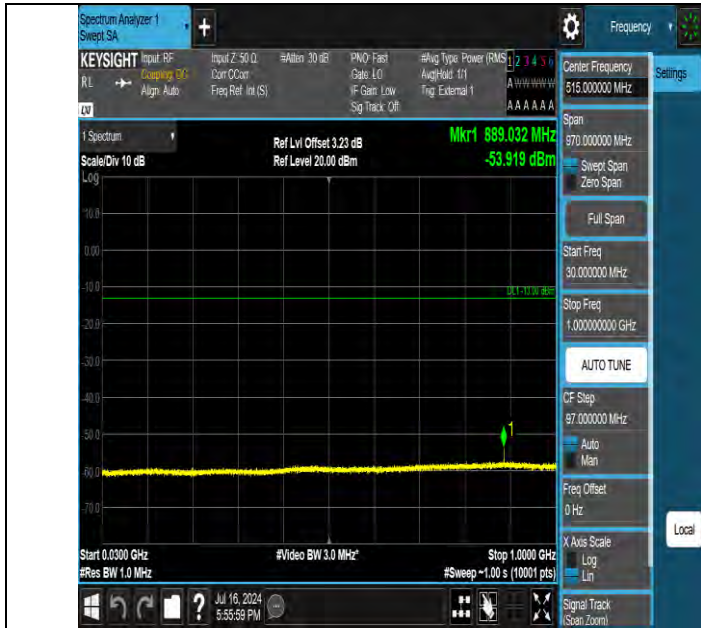 Spectrum Analyzer 1
Swept SA
Frequency
KEYSIGHT
RL
LXI
Input: RF
Coupling: DC
Align: Auto
Input Z: 50 Ω
Corr CCorr
Freq Ref: Int (S)
#Atten: 30 dB
PNO: Fast
Gate: LO
IF Gain: Low
Sig Track: Off
#Avg Type: Power (RMS
Avg|Hold: 1/1
Trig: External 1
1 2 3 4 5 6
A W W W W W
A A A A A A
1 Spectrum
Scale/Div 10 dB
Ref Lvl Offset 3.23 dB
Ref Level 20.00 dBm
Mkr1 889.032 MHz
-53.919 dBm
Log
10.0
0.00
-10.0
DL1 -13.00 dBm
-20.0
-30.0
-40.0
-50.0
1
-60.0
-70.0
Start 0.0300 GHz
#Res BW 1.0 MHz
#Video BW 3.0 MHz*
Stop 1.0000 GHz
#Sweep ~1.00 s (10001 pts)
Jul 16, 2024
5:55:59 PM
Center Frequency
515.000000 MHz
Settings
Span
970.000000 MHz
Swept Span
Zero Span
Full Span
Start Freq
30.000000 MHz
Stop Freq
1.000000000 GHz
AUTO TUNE
CF Step
97.000000 MHz
Auto
Man
Freq Offset
0 Hz
Local
X Axis Scale
Log
Lin
Signal Track
(Span Zoom)